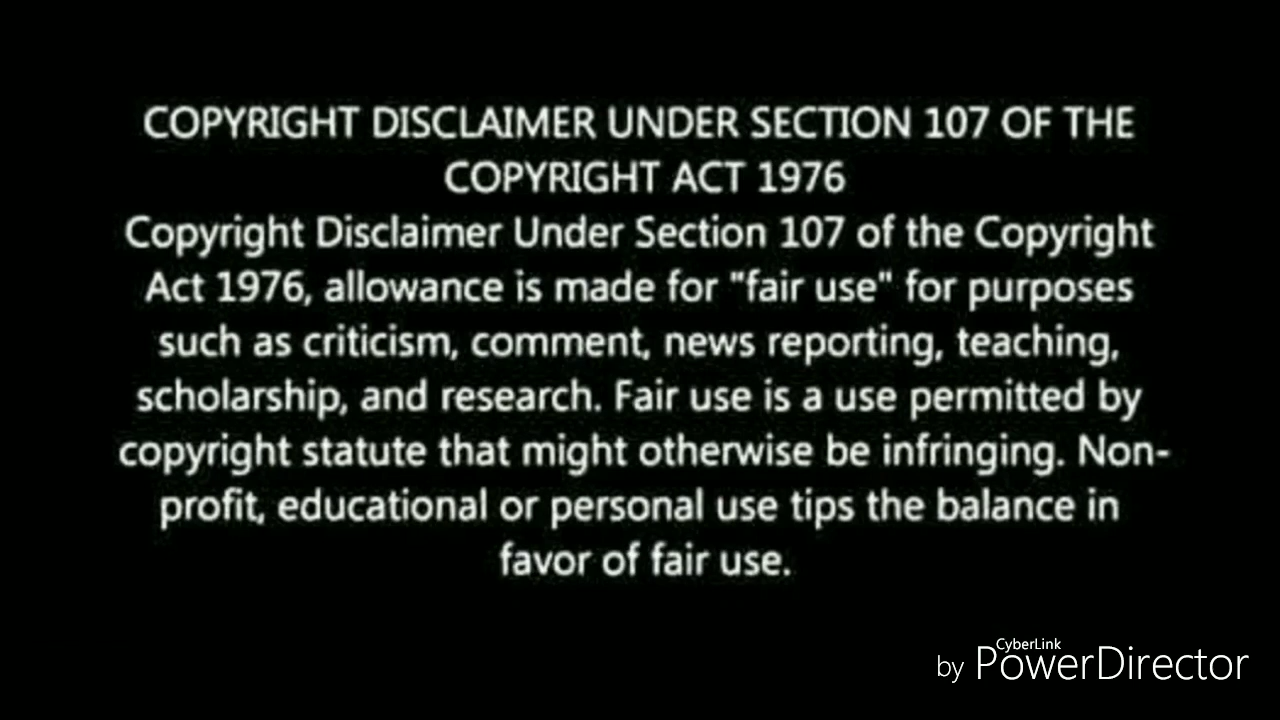 COPYRIGHT DISCLAIMER UNDER SECTION 107 OF THE
COPYRIGHT ACT 1976
Copyright Disclaimer Under Section 107 of the Copyright
Act 1976, allowance is made for "fair use" for purposes
such as criticism, comment, news reporting, teaching,
scholarship, and research. Fair use is a use permitted by
copyright statute that might otherwise be infringing. Non-
profit, educational or personal use tips the balance in
favor of fair use.
CyberLink
by PowerDirector